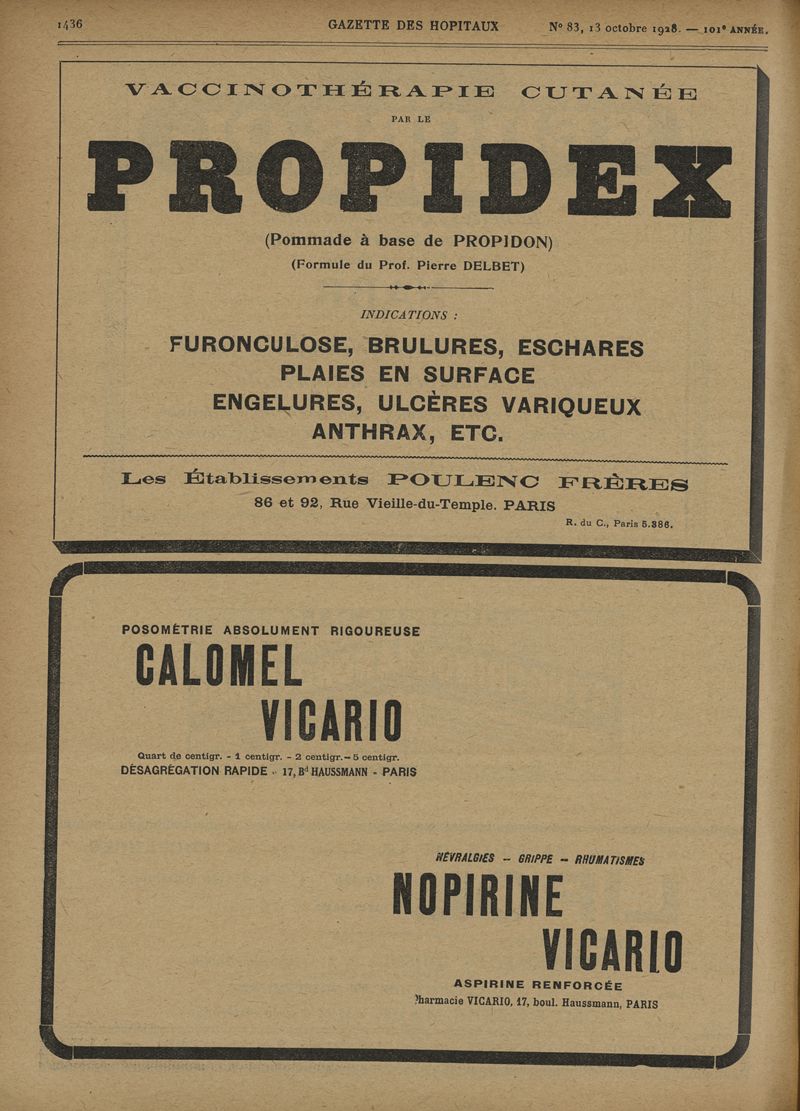 1436
GAZETTE DES HOPITAUX
N° 83, 13 octobre 1928. — 101e ANNÉE.
VACCINOTHÉRAPIE CUTANÉE
PAR LE
PROPIDEX
(Pommade à base de PROPIDON)
(Formule du Prof. Pierre DELBET)
INDICATIONS :
FURONCULOSE, BRULURES, ESCHARES
PLAIES EN SURFACE
ENGELURES, ULCÈRES VARIQUEUX
ANTHRAX, ETC.
Les Établissements POULENC FRÈRES
86 et 92, Rue Vieille-du-Temple. PARIS
R. du C., Paris 5.386.
POSOMÉTRIE ABSOLUMENT RIGOUREUSE
CALOMEL
VICARIO
Quart de centigr. - 1 centigr. - 2 centigr. - 5 centigr.
DÉSAGRÉGATION RAPIDE - 17, Bd HAUSSMANN - PARIS
NÉVRALGIES - GRIPPE - RHUMATISMES
NOPIRINE
VICARIO
ASPIRINE RENFORCÉE
Pharmacie VICARIO, 17, boul. Haussmann, PARIS